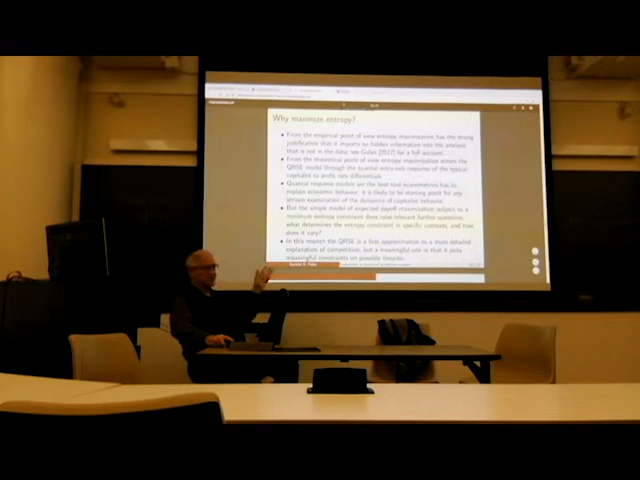 Why maximize entropy?
• From the empirical point of view entropy maximization has the strong
justification that it imports no hidden information into the analysis
that is not in the data; see Golan [2017] for a full account.
• From the theoretical point of view entropy maximization enters the
QRSE model through the quantal entropy response of the typical
capitalist to profit rate differentials.
• Quantal response models are the best tool econometrics has to
explain economic behavior; it is likely to be starting point for any
serious examination of the dynamics of capitalist behavior.
• But the simple model of expected payoff maximization subject to a
minimum entropy constraint does raise relevant further questions:
what determines the entropy constraint in specific contexts, and how
does it vary?
• In this respect the QRSE is a first approximation to a more detailed
explanation of competition, but a meaningful one in that it puts
meaningful constraints on possible theories.
Duncan K. Foley